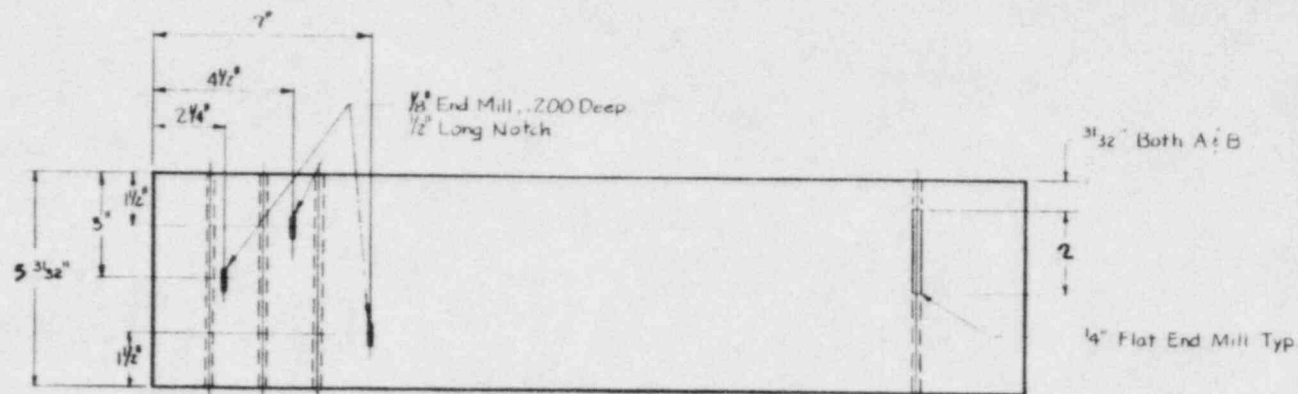 7"
4½"
2¼"
⅛" End Mill, .200 Deep
½" Long Notch
31/32" Both A & B
1½"
3"
5 31/32"
2
1½"
¼" Flat End Mill Typ